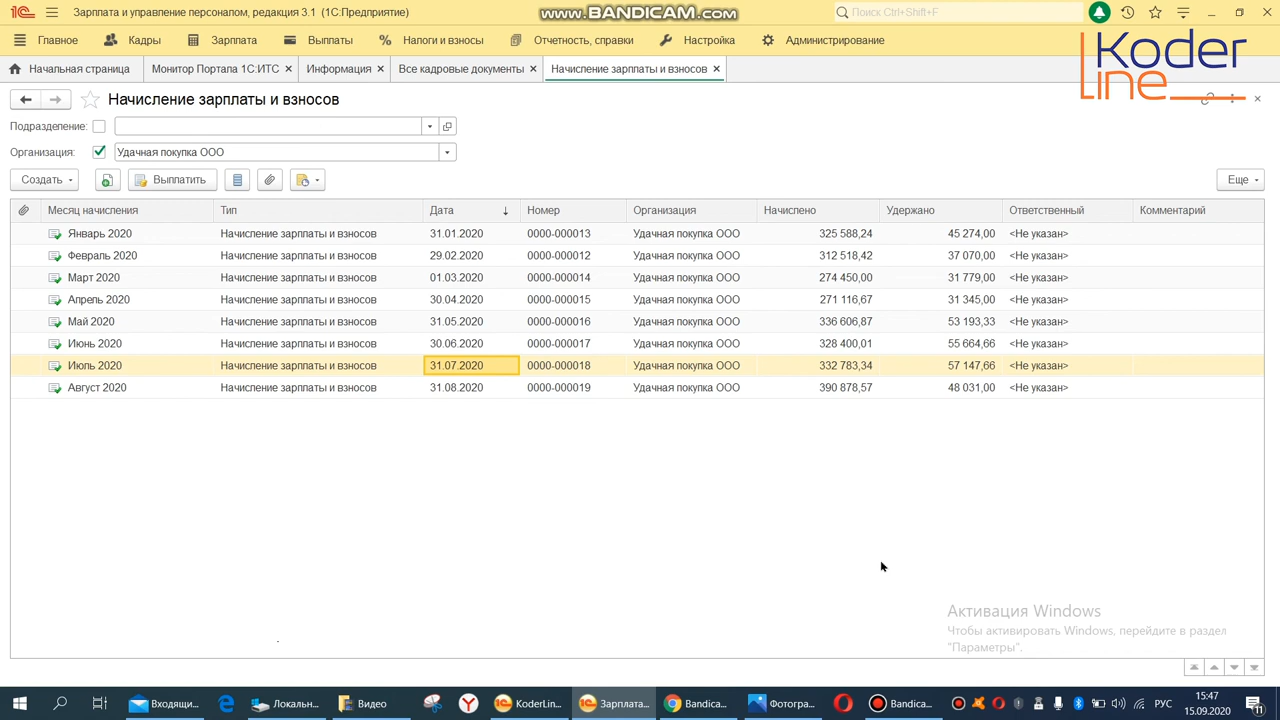 1С Зарплата и управление персоналом, редакция 3.1 (1С:Предприятие)
www.BANDICAM.com
Поиск Ctrl+Shift+F
Главное Кадры Зарплата Выплаты Налоги и взносы Отчетность, справки Настройка Администрирование
Koder
line
Начальная страница Монитор Портала 1С:ИТС Информация Все кадровые документы Начисление зарплаты и взносов
Начисление зарплаты и взносов
Подразделение:
Организация: Удачная покупка ООО
Создать Выплатить Еще
Месяц начисления Тип Дата Номер Организация Начислено Удержано Ответственный Комментарий
Январь 2020 Начисление зарплаты и взносов 31.01.2020 0000-000013 Удачная покупка ООО 325 588,24 45 274,00 <Не указан>
Февраль 2020 Начисление зарплаты и взносов 29.02.2020 0000-000012 Удачная покупка ООО 312 518,42 37 070,00 <Не указан>
Март 2020 Начисление зарплаты и взносов 01.03.2020 0000-000014 Удачная покупка ООО 274 450,00 31 779,00 <Не указан>
Апрель 2020 Начисление зарплаты и взносов 30.04.2020 0000-000015 Удачная покупка ООО 271 116,67 31 345,00 <Не указан>
Май 2020 Начисление зарплаты и взносов 31.05.2020 0000-000016 Удачная покупка ООО 336 606,87 53 193,33 <Не указан>
Июнь 2020 Начисление зарплаты и взносов 30.06.2020 0000-000017 Удачная покупка ООО 328 400,01 55 664,66 <Не указан>
Июль 2020 Начисление зарплаты и взносов 31.07.2020 0000-000018 Удачная покупка ООО 332 783,34 57 147,66 <Не указан>
Август 2020 Начисление зарплаты и взносов 31.08.2020 0000-000019 Удачная покупка ООО 390 878,57 48 031,00 <Не указан>
Активация Windows
Чтобы активировать Windows, перейдите в раздел
"Параметры".
Входящи... Локальн... Видео KoderLin... Зарплата... Bandica... Фотогра... Bandica... РУС
15:47
15.09.2020